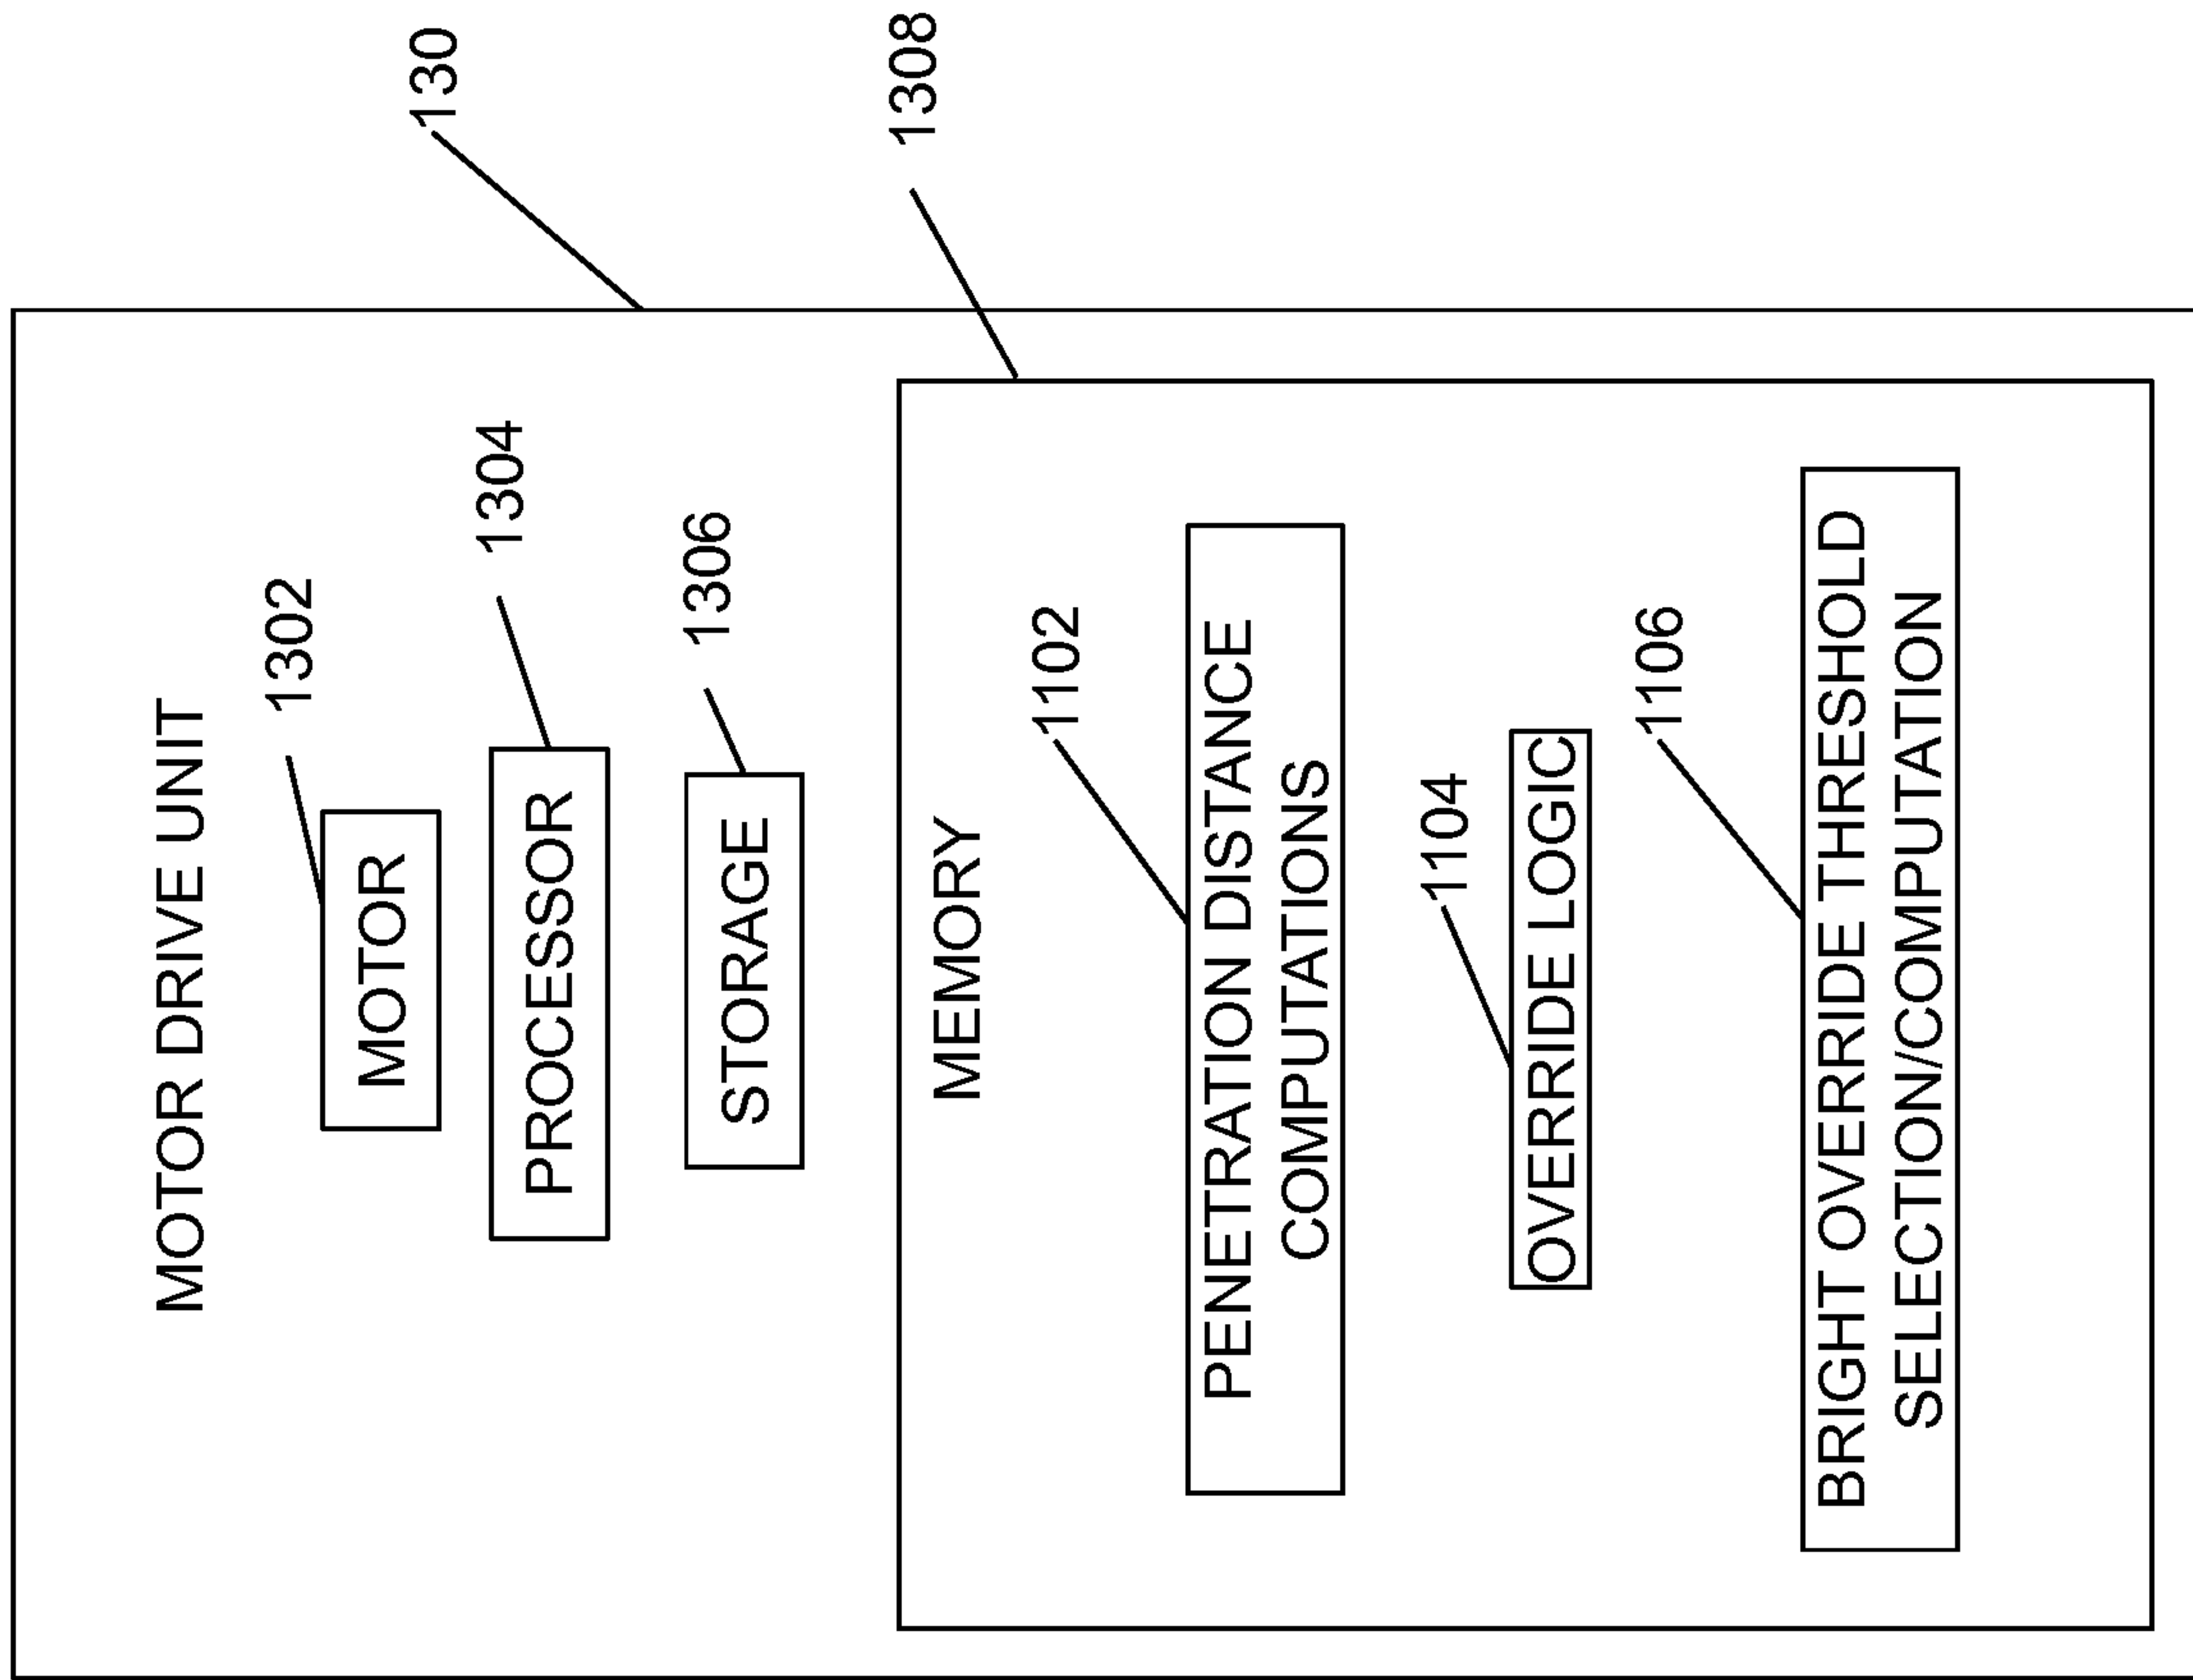 130
1308
MOTOR DRIVE UNIT
1302
MOTOR
1304
PROCESSOR
1306
STORAGE
MEMORY
1102
PENETRATION DISTANCE
COMPUTATIONS
1104
OVERRIDE LOGIC
1106
BRIGHT OVERRIDE THRESHOLD
SELECTION/COMPUTATION